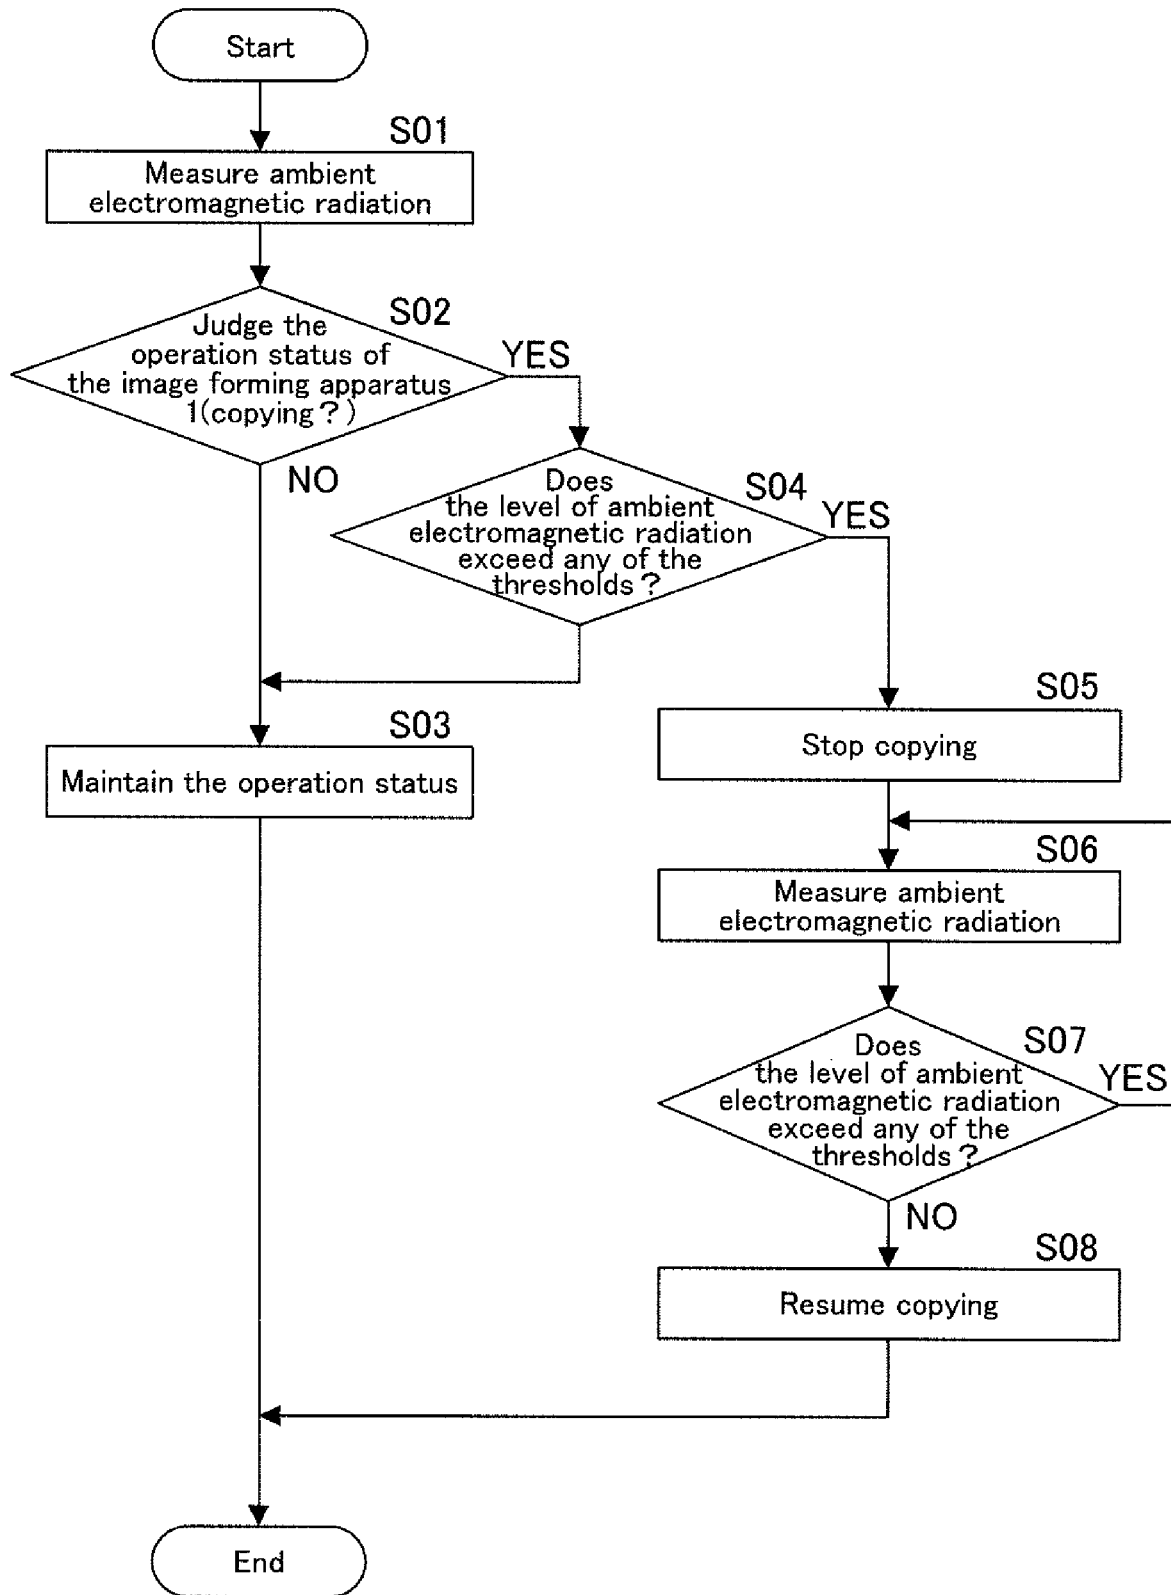 Start
S01
Measure ambient
electromagnetic radiation
S02
Judge the
operation status of
the image forming apparatus
1(copying?)
YES
NO
Does
the level of ambient
electromagnetic radiation
exceed any of the
thresholds?
S04
YES
S03
Maintain the operation status
S05
Stop copying
S06
Measure ambient
electromagnetic radiation
Does
the level of ambient
electromagnetic radiation
exceed any of the
thresholds?
S07
YES
NO
S08
Resume copying
End